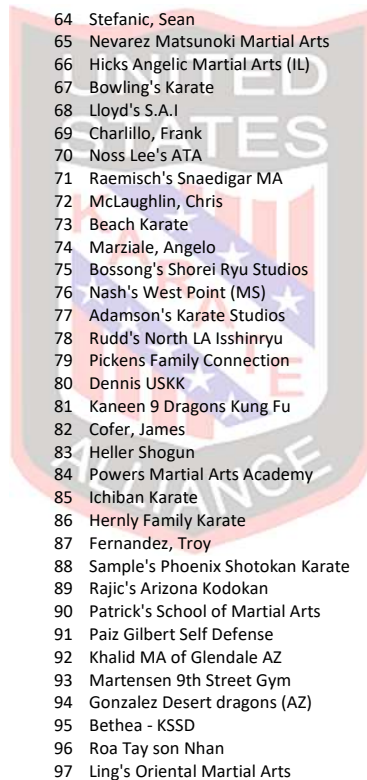 64 Stefanic, Sean
65 Nevarez Matsunoki Martial Arts
66 Hicks Angelic Martial Arts (IL)
67 Bowling's Karate
68 Lloyd's S.A.I
69 Charlillo, Frank
70 Noss Lee's ATA
71 Raemisch's Snaedigar MA
72 McLaughlin, Chris
73 Beach Karate
74 Marziale, Angelo
75 Bossong's Shorei Ryu Studios
76 Nash's West Point (MS)
77 Adamson's Karate Studios
78 Rudd's North LA Isshinryu
79 Pickens Family Connection
80 Dennis USKK
81 Kaneen 9 Dragons Kung Fu
82 Cofer, James
83 Heller Shogun
84 Powers Martial Arts Academy
85 Ichiban Karate
86 Hernly Family Karate
87 Fernandez, Troy
88 Sample's Phoenix Shotokan Karate
89 Rajic's Arizona Kodokan
90 Patrick's School of Martial Arts
91 Paiz Gilbert Self Defense
92 Khalid MA of Glendale AZ
93 Martensen 9th Street Gym
94 Gonzalez Desert dragons (AZ)
95 Bethea - KSSD
96 Roa Tay son Nhan
97 Ling's Oriental Martial Arts
UNITED
STATES
KARATE
ALLIANCE